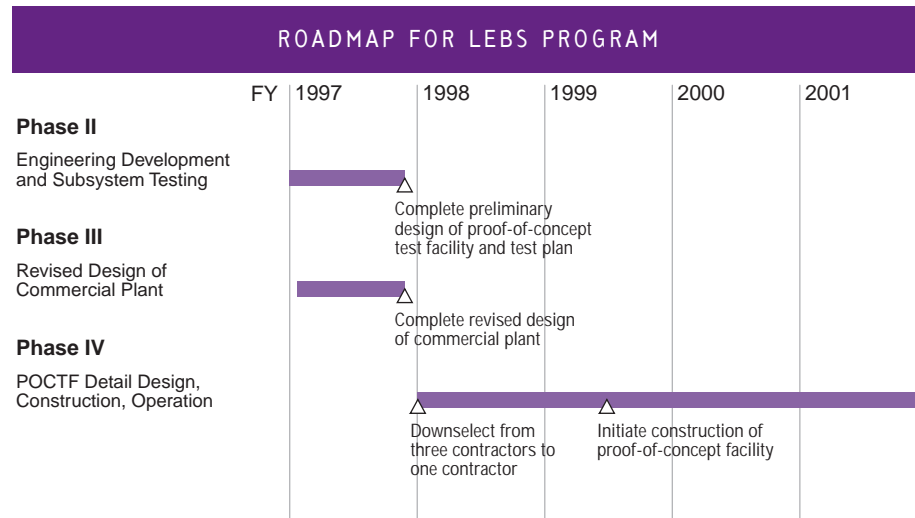 ROADMAP FOR LEBS PROGRAM
FY 1997 1998 1999 2000 2001
Phase II
Engineering Development
and Subsystem Testing
Complete preliminary
design of proof-of-concept
test facility and test plan
Phase III
Revised Design of
Commercial Plant
Complete revised design
of commercial plant
Phase IV
POCTF Detail Design,
Construction, Operation
Downselect from
three contractors to
one contractor
Initiate construction of
proof-of-concept facility